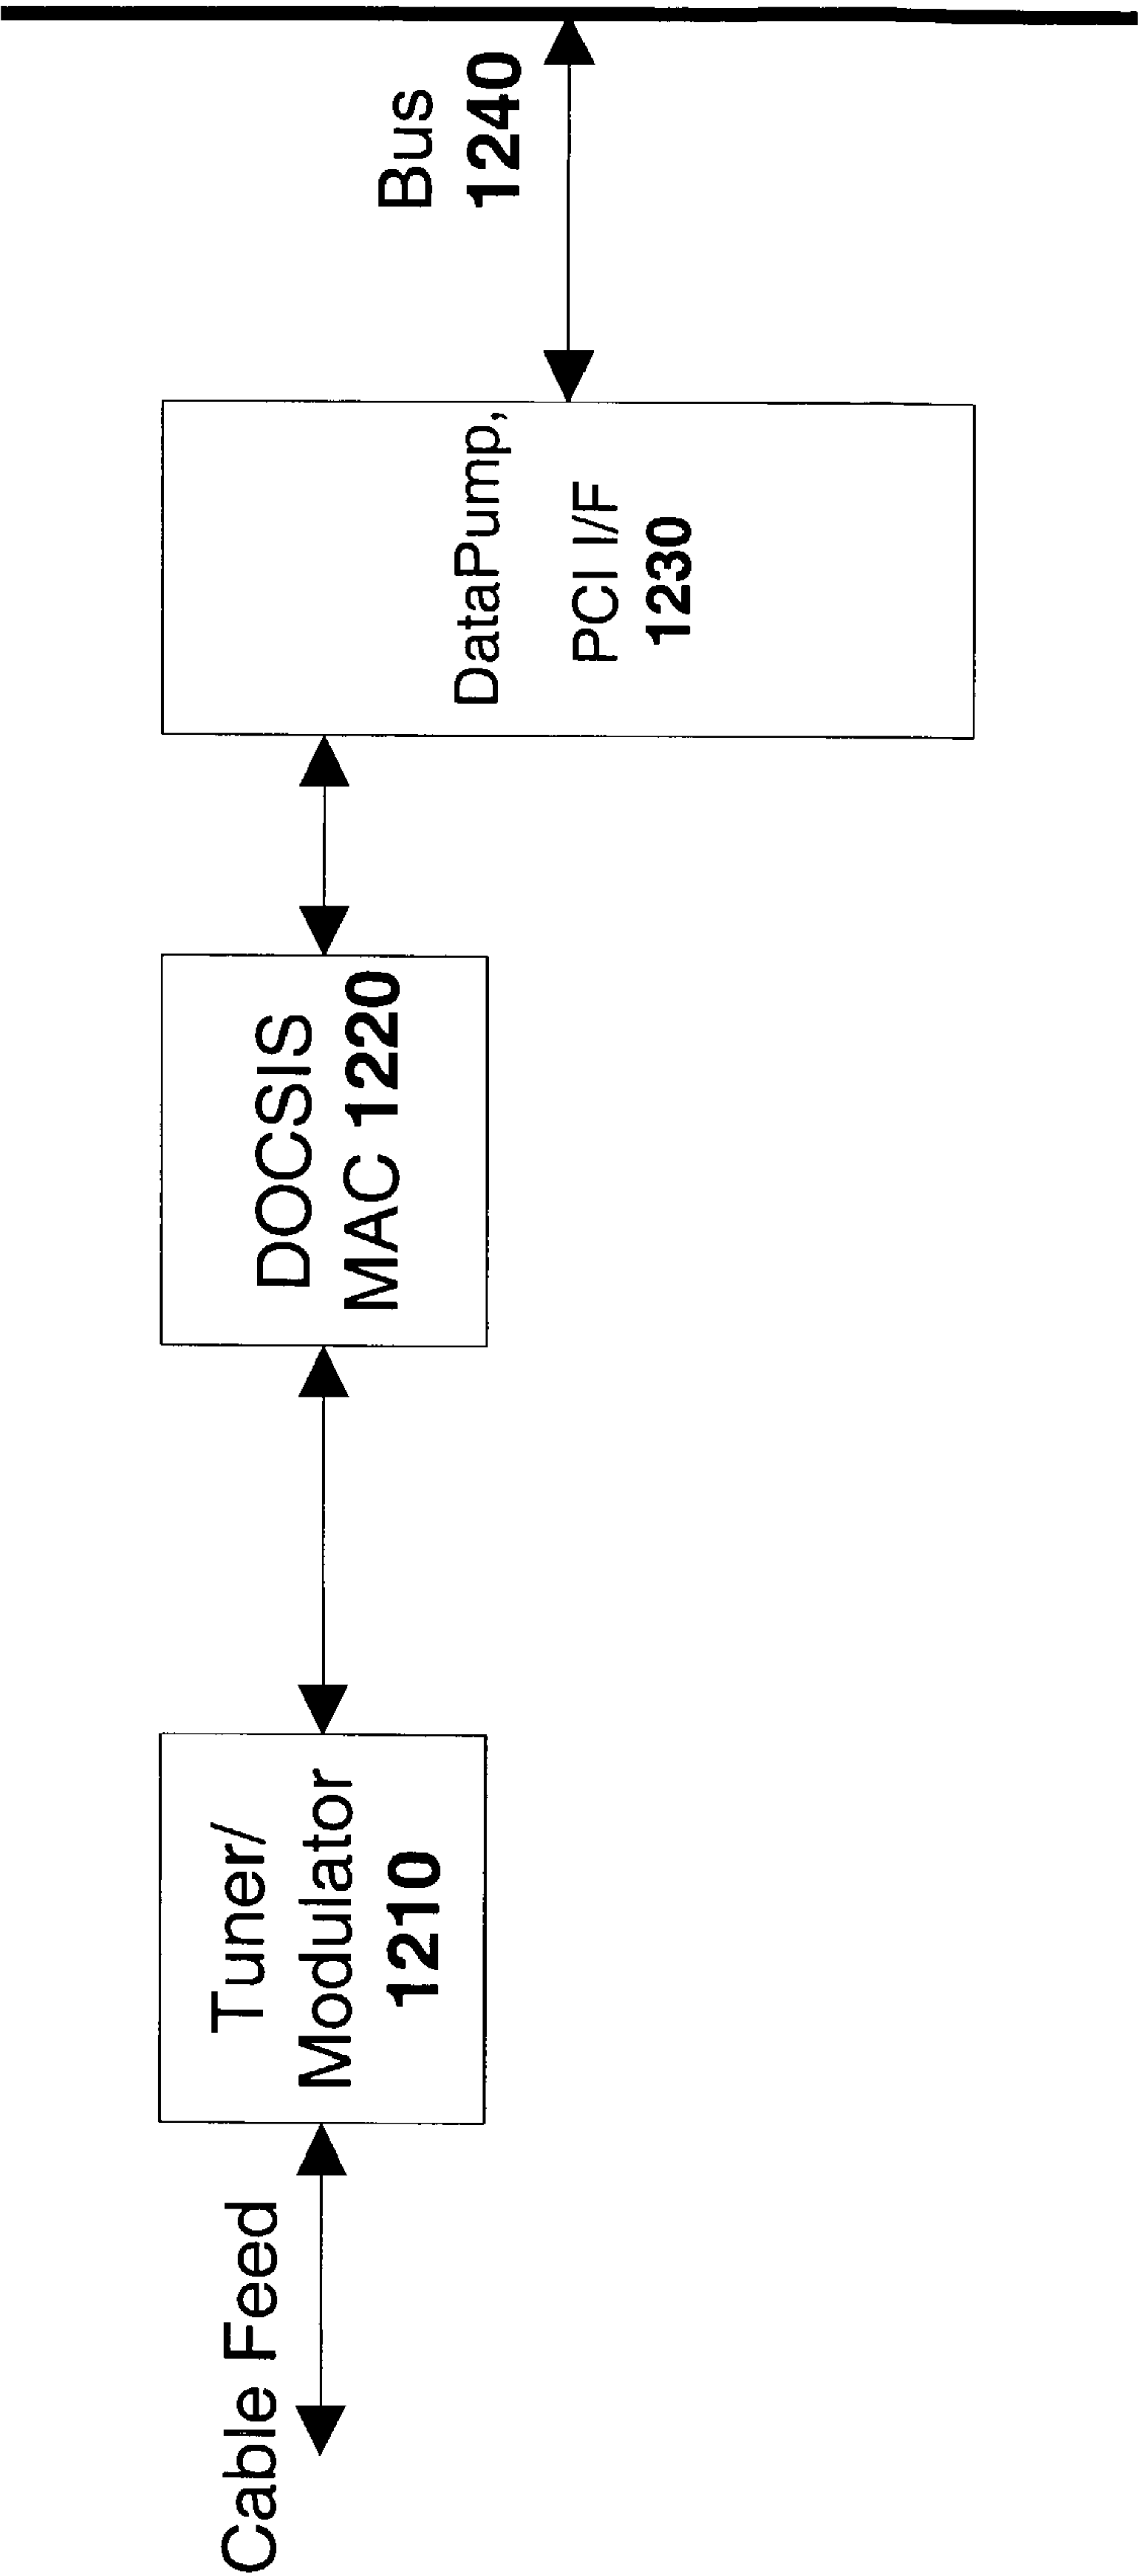 Cable Feed
Tuner/
Modulator
1210
DOCSIS
MAC 1220
DataPump,
PCI I/F
1230
Bus
1240